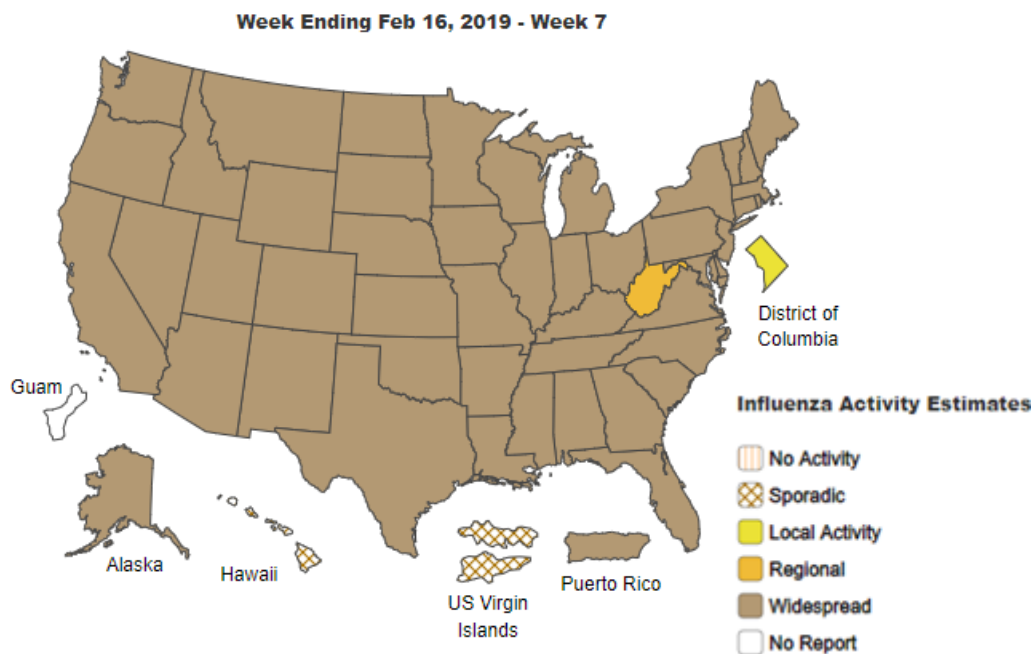 Week Ending Feb 16, 2019 - Week 7
District of
Columbia
Guam
Alaska
Hawaii
US Virgin
Islands
Puerto Rico
Influenza Activity Estimates
No Activity
Sporadic
Local Activity
Regional
Widespread
No Report